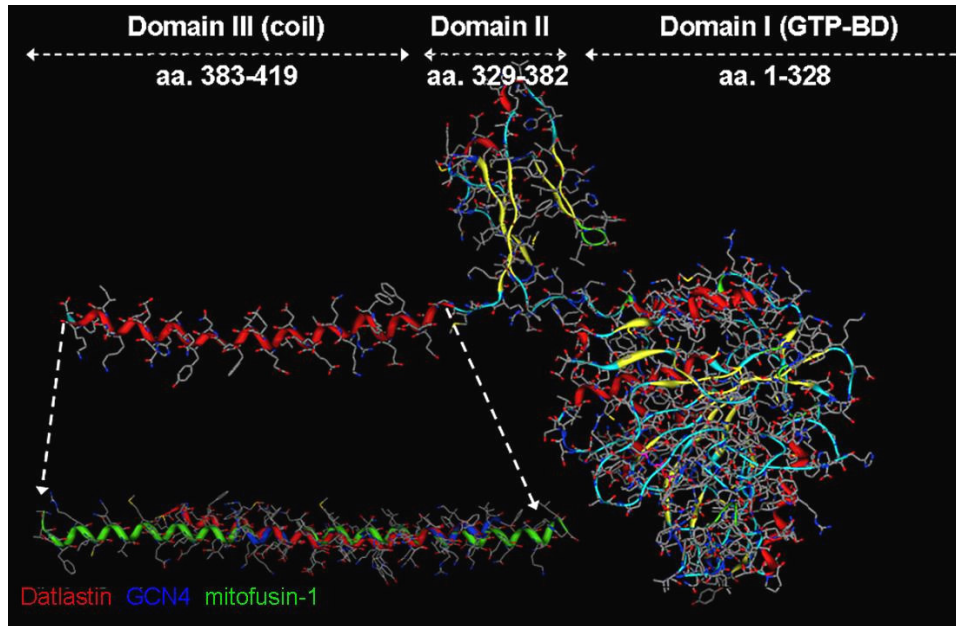 Domain III (coil) Domain II Domain I (GTP-BD)
aa. 383-419 aa. 329-382 aa. 1-328
Datlastin GCN4 mitofusin-1